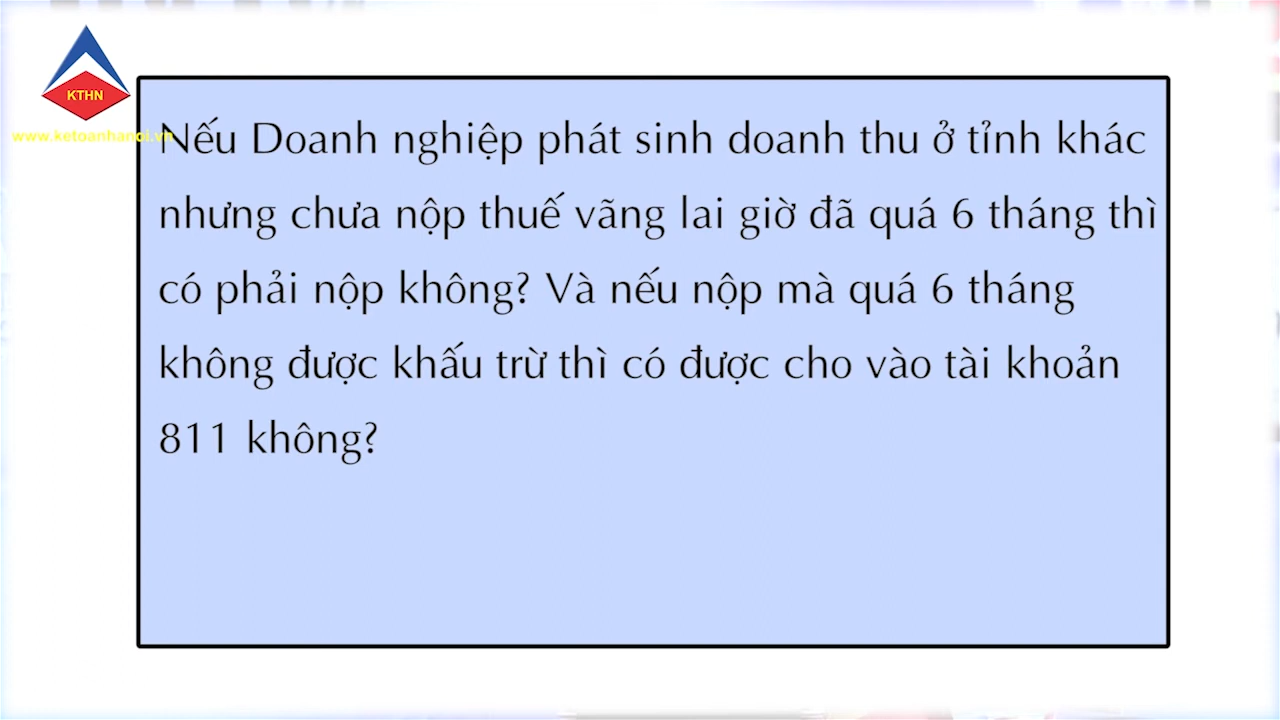 KTHN
www.ketoanhanoi.vn
Nếu Doanh nghiệp phát sinh doanh thu ở tỉnh khác
nhưng chưa nộp thuế vãng lai giờ đã quá 6 tháng thì
có phải nộp không? Và nếu nộp mà quá 6 tháng
không được khấu trừ thì có được cho vào tài khoản
811 không?